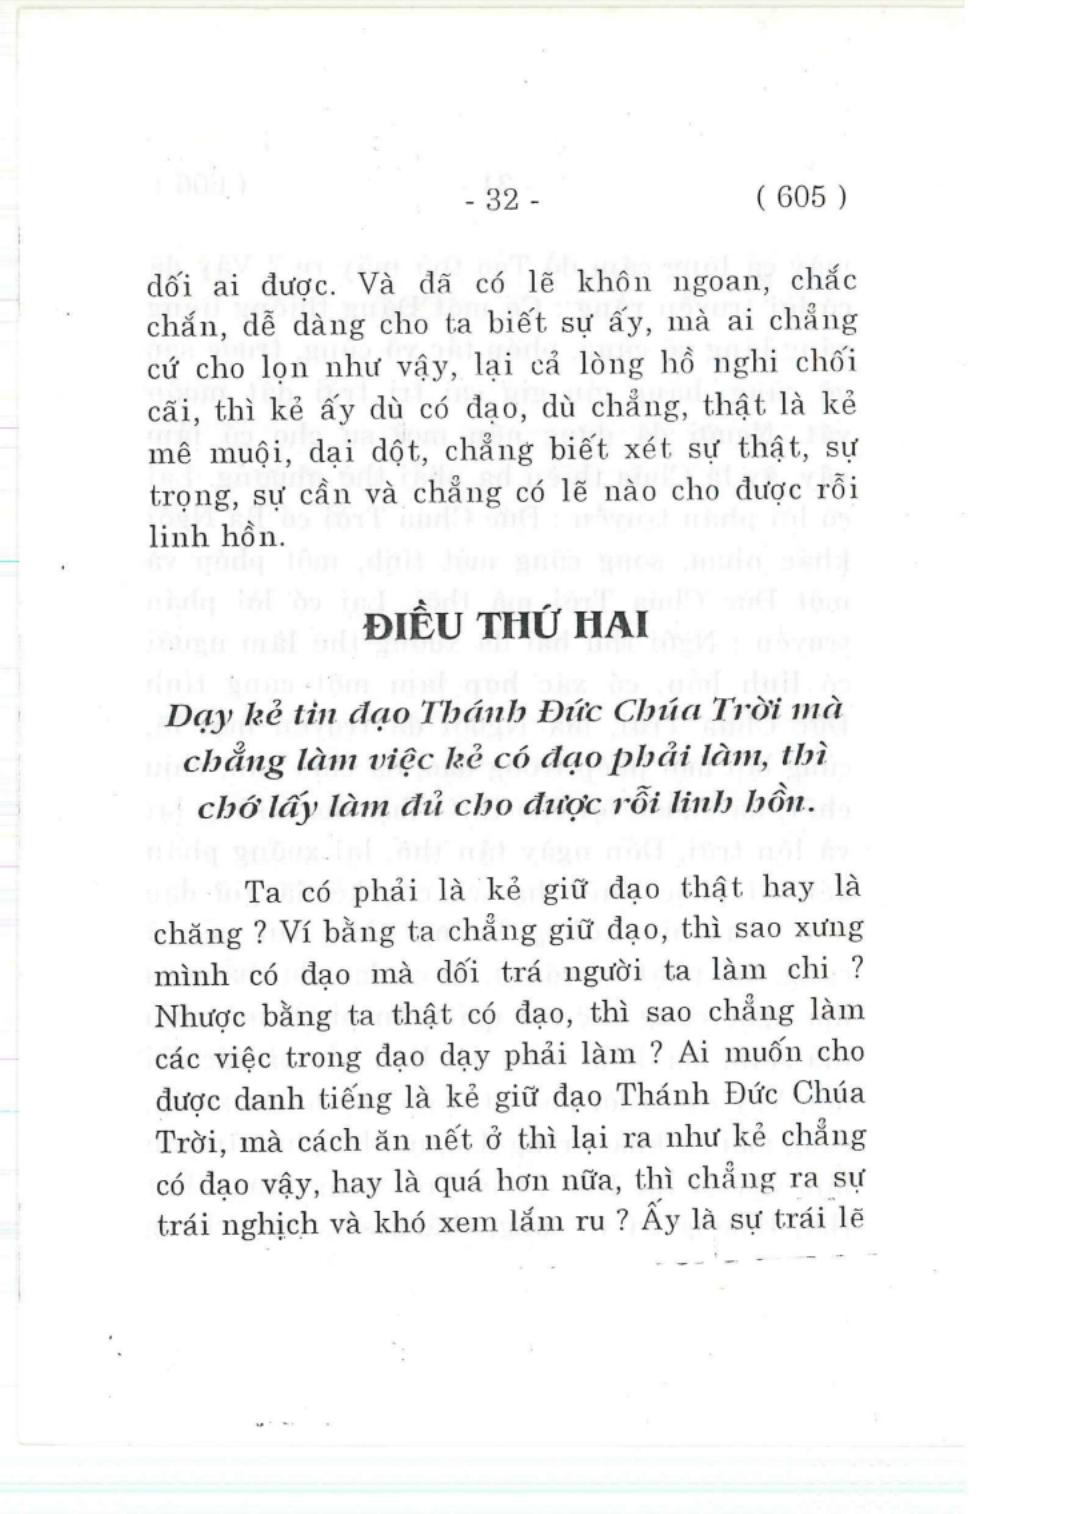 - 32 -
( 605 )
dối ai được. Và đã có lẽ khôn ngoan, chắc
chắn, dễ dàng cho ta biết sự ấy, mà ai chẳng
cứ cho lọn như vậy, lại cả lòng hồ nghi chối
cãi, thì kẻ ấy dù có đạo, dù chẳng, thật là kẻ
mê muội, dại dột, chẳng biết xét sự thật, sự
trọng, sự cần và chẳng có lẽ nào cho được rỗi
linh hồn.
ĐIỀU THỨ HAI
Dạy kẻ tin đạo Thánh Đức Chúa Trời mà
chẳng làm việc kẻ có đạo phải làm, thì
chớ lấy làm đủ cho được rỗi linh hồn.
Ta có phải là kẻ giữ đạo thật hay là
chăng ? Ví bằng ta chẳng giữ đạo, thì sao xưng
mình có đạo mà dối trá người ta làm chi ?
Nhược bằng ta thật có đạo, thì sao chẳng làm
các việc trong đạo dạy phải làm ? Ai muốn cho
được danh tiếng là kẻ giữ đạo Thánh Đức Chúa
Trời, mà cách ăn nết ở thì lại ra như kẻ chẳng
có đạo vậy, hay là quá hơn nữa, thì chẳng ra sự
trái nghịch và khó xem lắm ru ? Ấy là sự trái lẽ